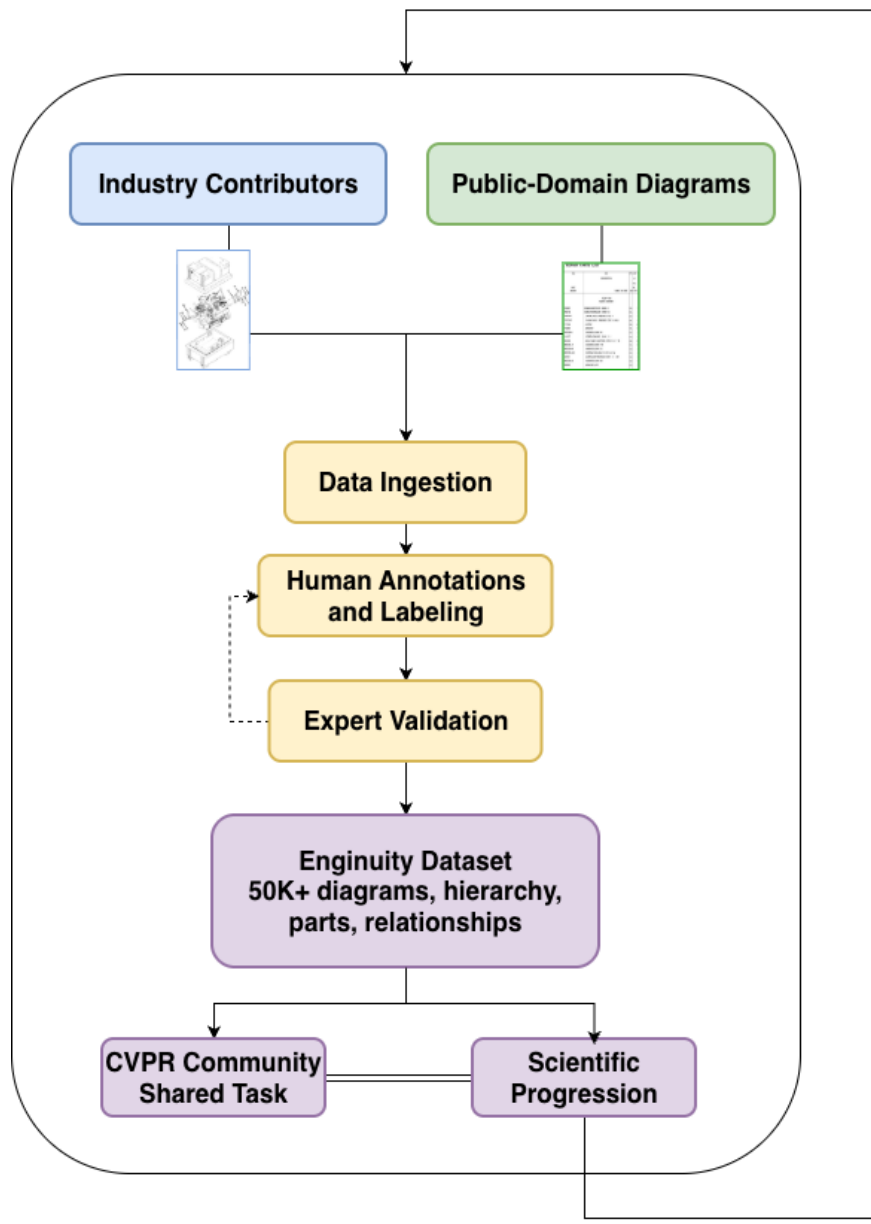 Industry Contributors
Public-Domain Diagrams
Data Ingestion
Human Annotations
and Labeling
Expert Validation
Enginuity Dataset
50K+ diagrams, hierarchy,
parts, relationships
CVPR Community
Shared Task
Scientific
Progression